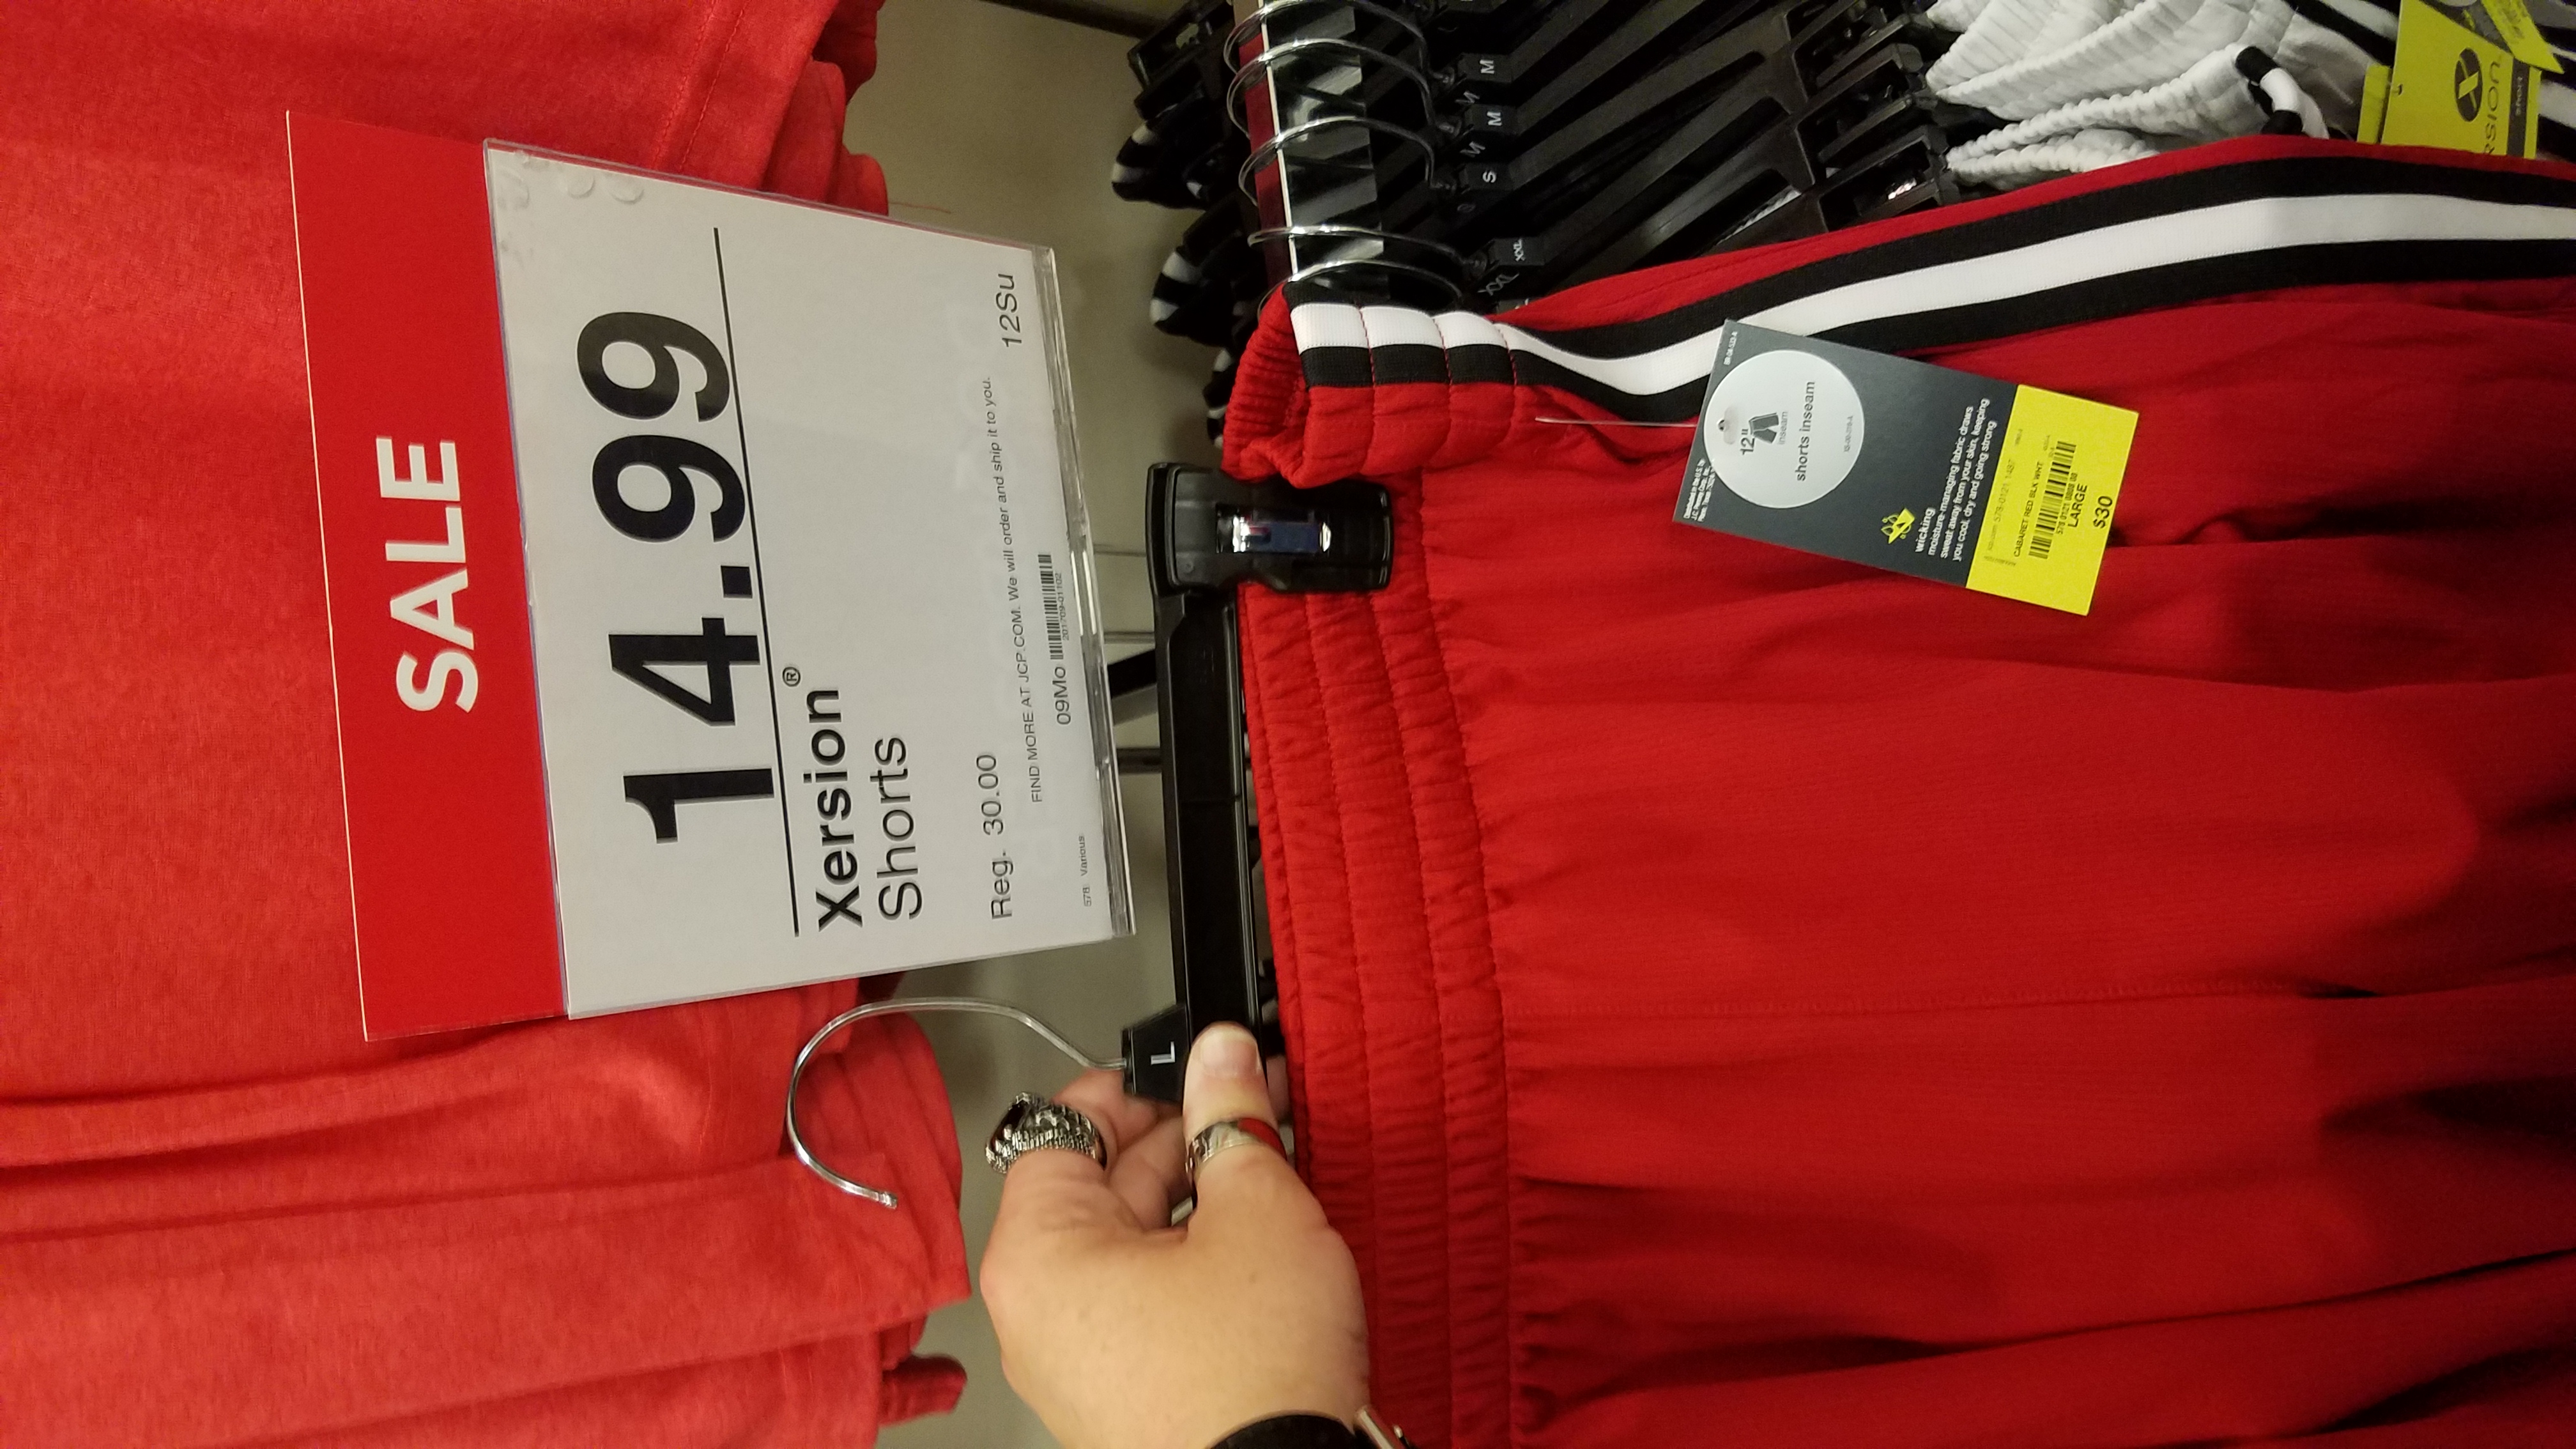 SALE
14.99
Xersion®
Shorts
Reg. 30.00
12Su
FIND MORE AT JCP.COM. We will order and ship it to you.
09Mo
578 Various
L
M
M
S
XXL
XXL
12"
inseam
shorts inseam
wicking
moisture-managing fabric draws
sweat away from your skin, keeping
you cool, dry and going strong
CABARET RED BLK WHT
LARGE
$30
short